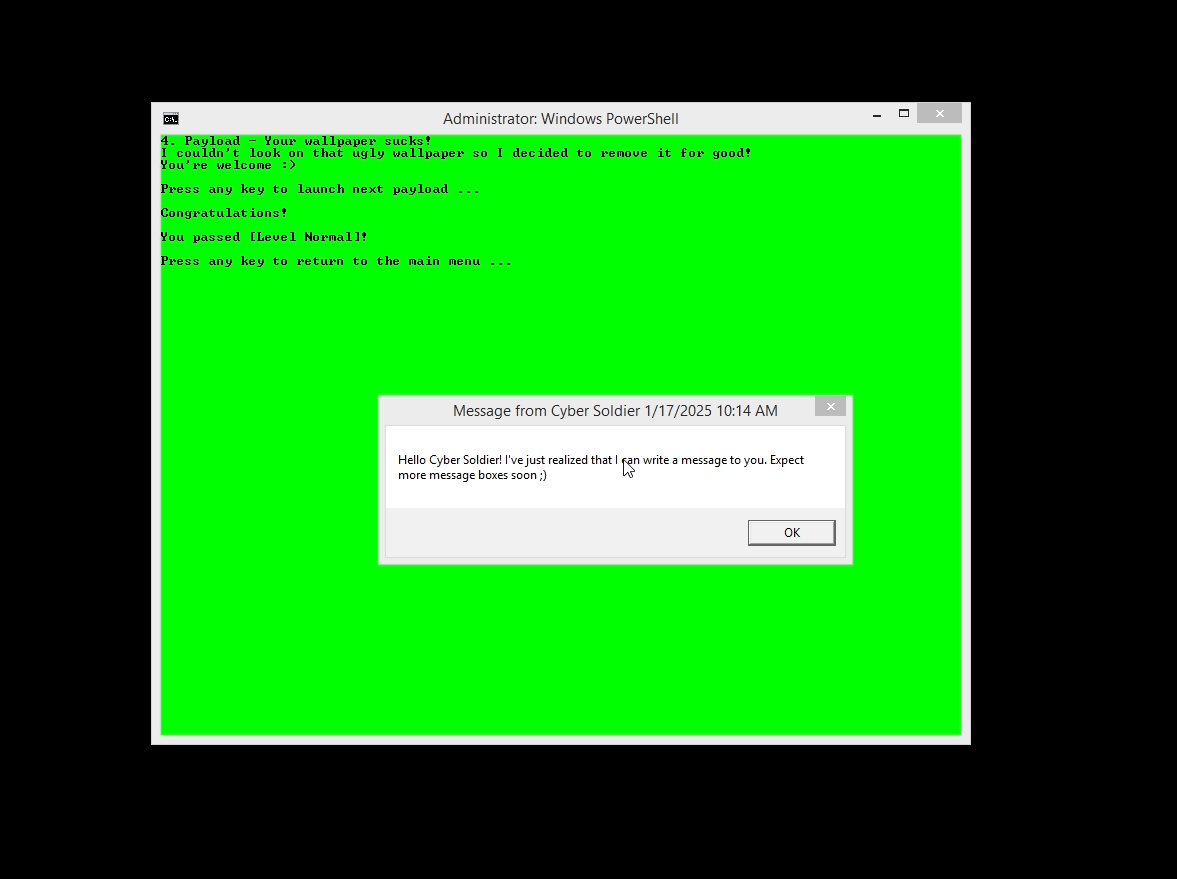 Administrator: Windows PowerShell
4. Payload - Your wallpaper sucks!
I couldn't look on that ugly wallpaper so I decided to remove it for good!
You're welcome :>
Press any key to launch next payload ...
Congratulations!
You passed [Level Normal]!
Press any key to return to the main menu ...
Message from Cyber Soldier 1/17/2025 10:14 AM
Hello Cyber Soldier! I've just realized that I can write a message to you. Expect
more message boxes soon ;)
OK